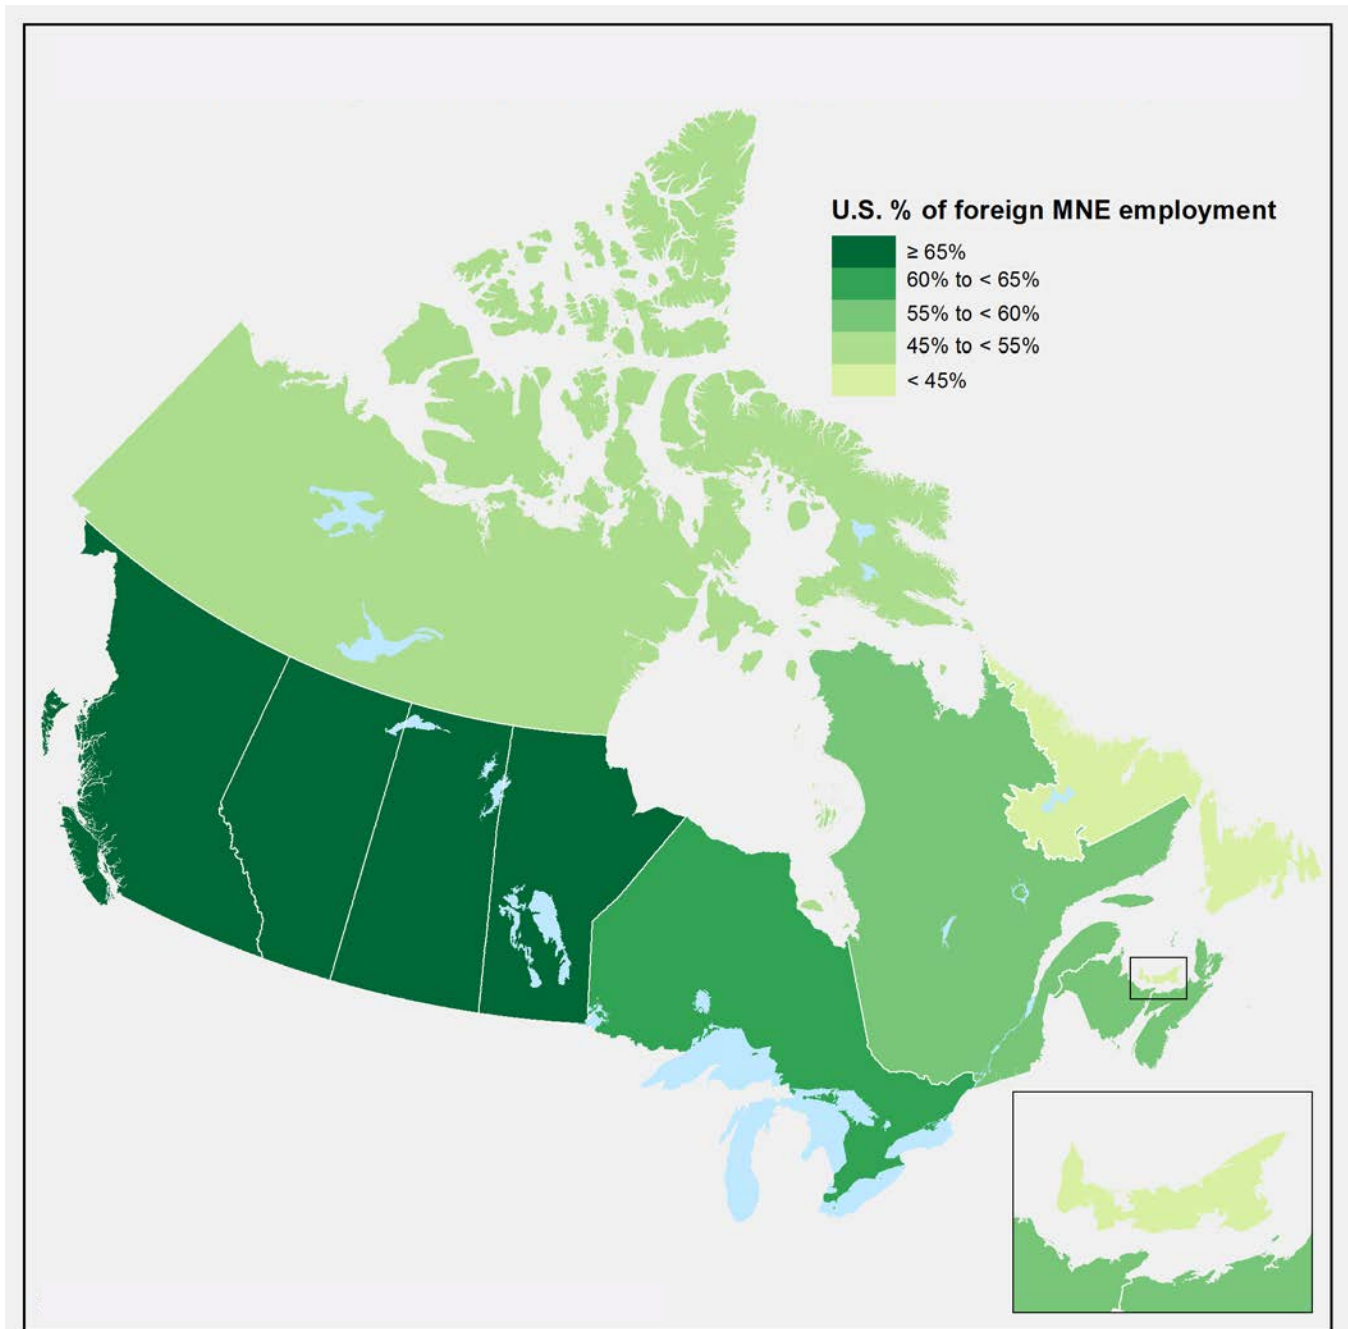 U.S. % of foreign MNE employment
≥ 65%
60% to < 65%
55% to < 60%
45% to < 55%
< 45%